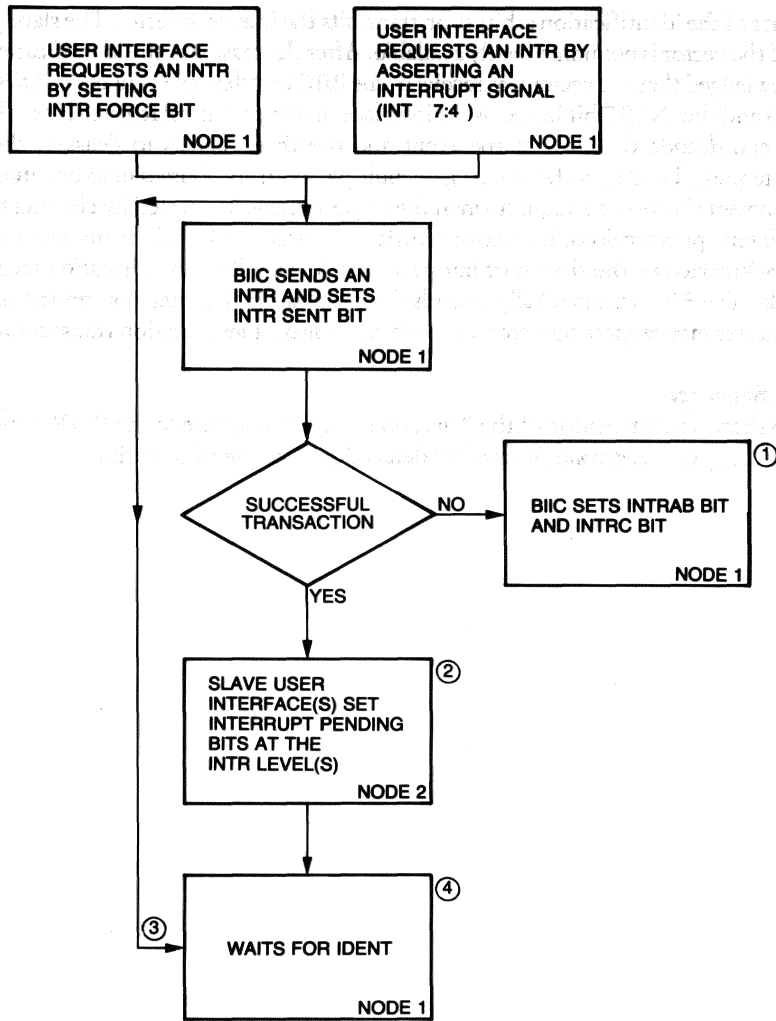 USER INTERFACE
REQUESTS AN INTR
BY SETTING
INTR FORCE BIT
NODE 1
USER INTERFACE
REQUESTS AN INTR BY
ASSERTING AN
INTERRUPT SIGNAL
(INT 7:4 )
NODE 1
BIIC SENDS AN
INTR AND SETS
INTR SENT BIT
NODE 1
SUCCESSFUL
TRANSACTION
NO
1
BIIC SETS INTRAB BIT
AND INTRC BIT
NODE 1
YES
2
SLAVE USER
INTERFACE(S) SET
INTERRUPT PENDING
BITS AT THE
INTR LEVEL(S)
NODE 2
3
4
WAITS FOR IDENT
NODE 1